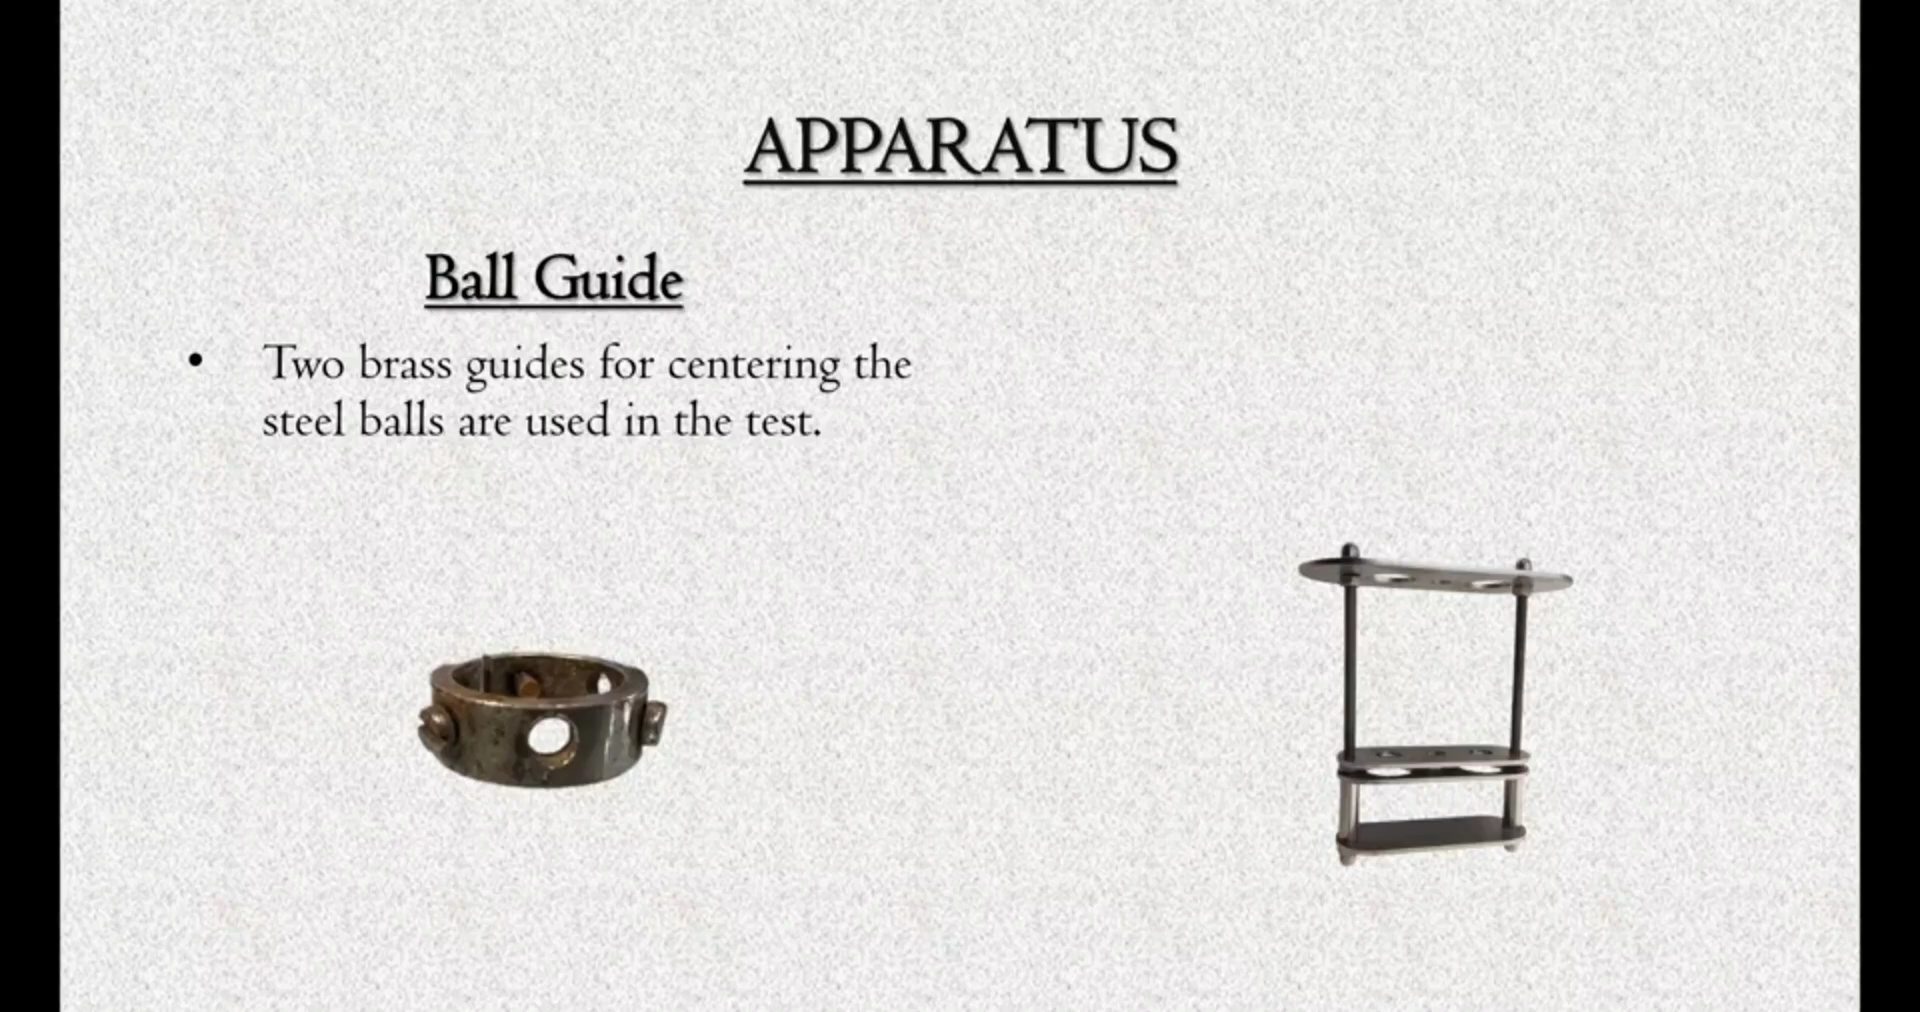 APPARATUS
Ball Guide
• Two brass guides for centering the
steel balls are used in the test.